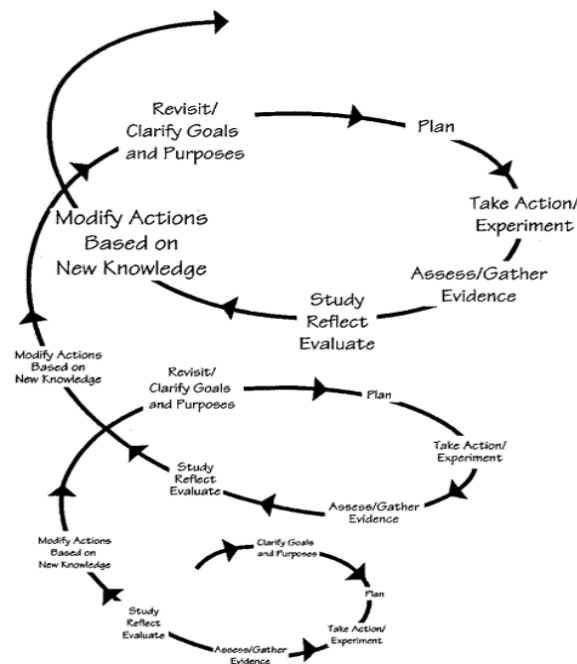 Revisit/
Clarify Goals
and Purposes
Plan
Take Action/
Experiment
Assess/Gather
Evidence
Study
Reflect
Evaluate
Modify Actions
Based on
New Knowledge
Revisit/
Clarify Goals
and Purposes
Plan
Take Action/
Experiment
Assess/Gather
Evidence
Study
Reflect
Evaluate
Modify Actions
Based on
New Knowledge
Clarify Goals
and Purposes
Plan
Take Action/
Experiment
Assess/Gather
Evidence
Study
Reflect
Evaluate
Modify Actions
Based on
New Knowledge